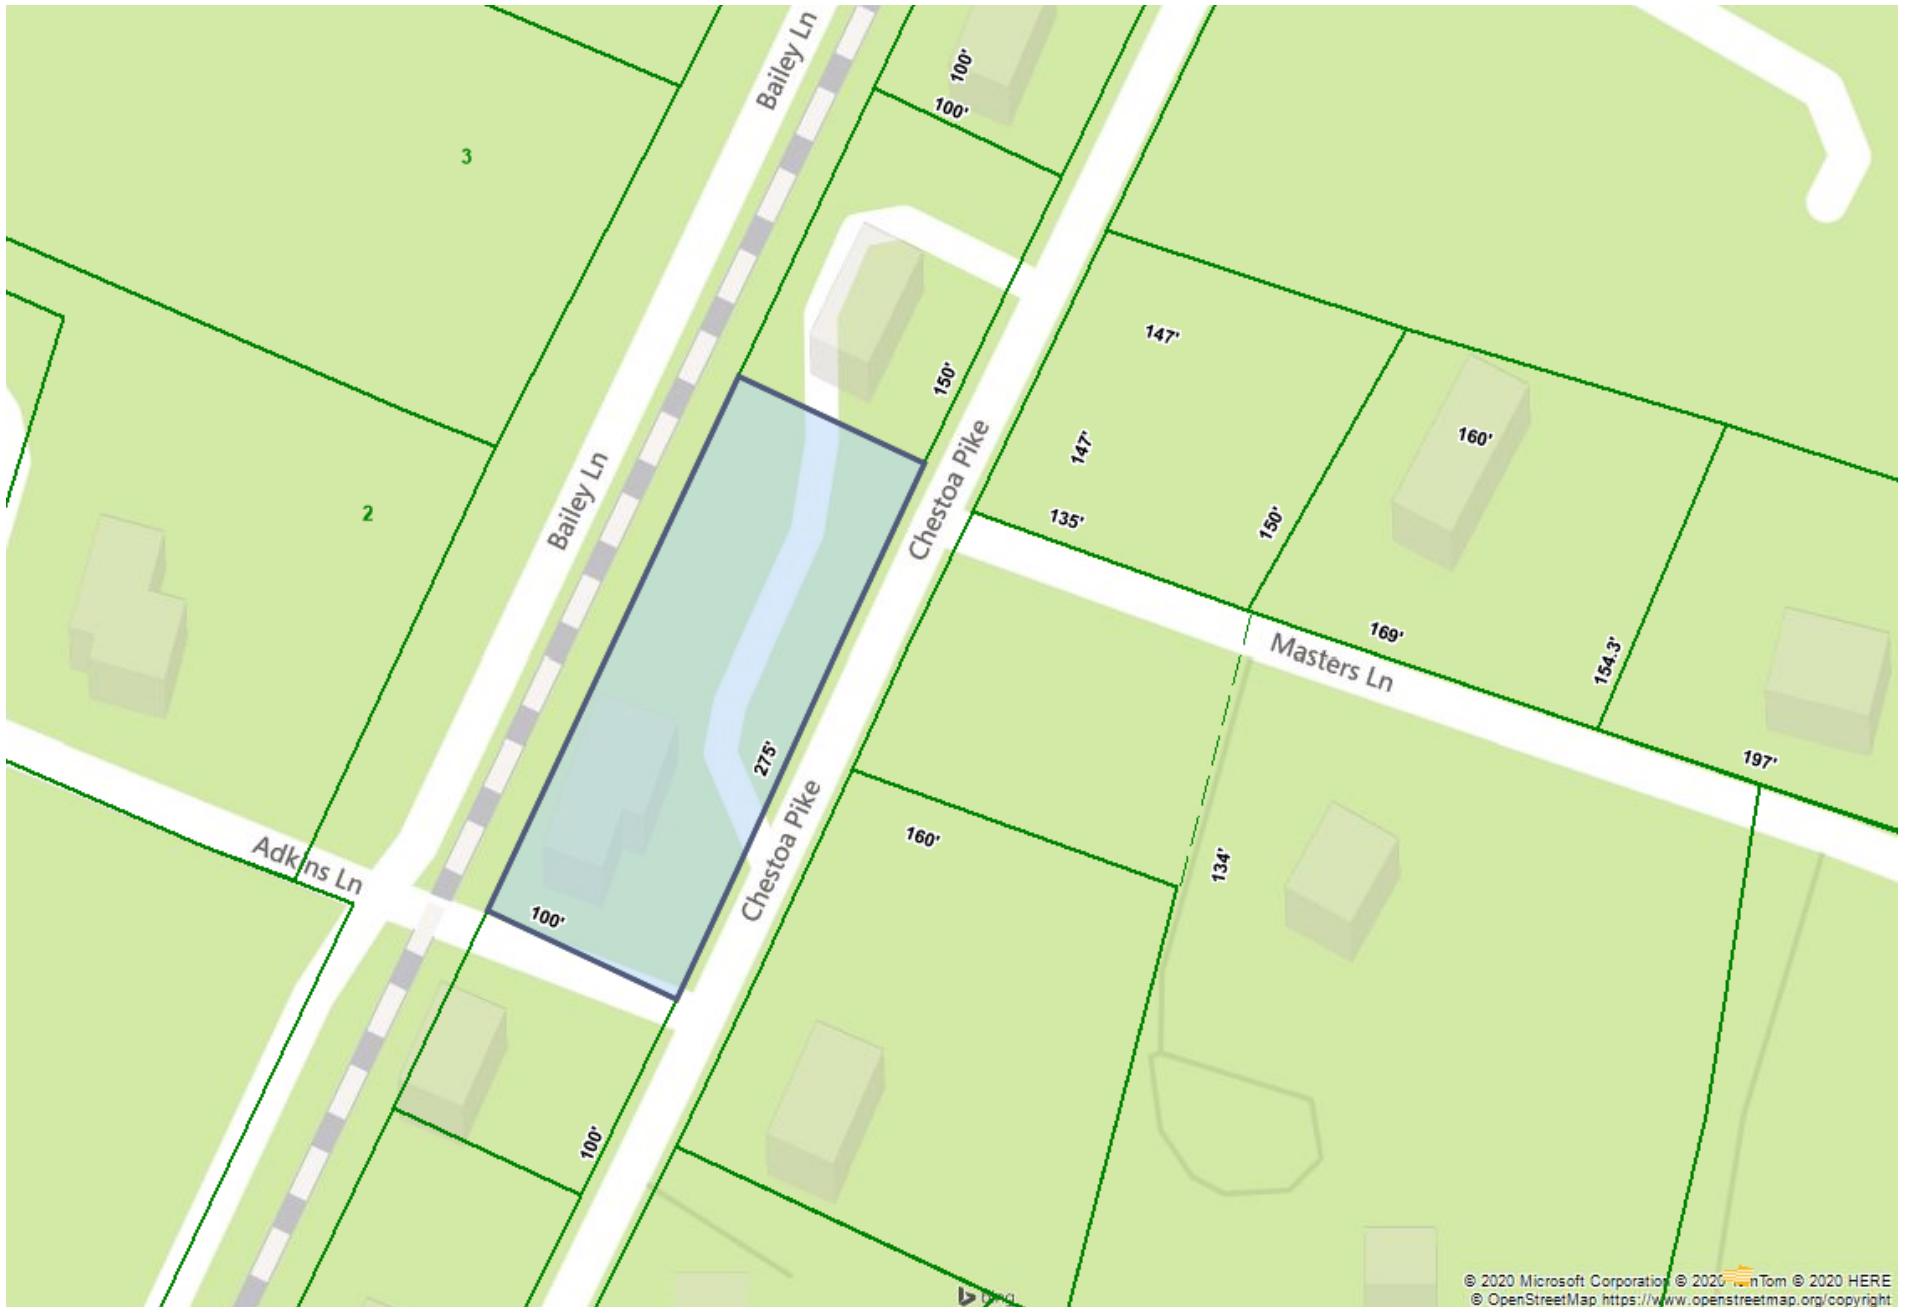 Bailey Ln
100'
100'
3
147'
150'
Chestoa Pike
147'
160'
Bailey Ln
2
135'
150'
169'
Masters Ln
154.3'
197'
275'
Chestoa Pike
160'
134'
Adkins Ln
100'
100'
© 2020 Microsoft Corporation © 2020 TomTom © 2020 HERE
bing
© OpenStreetMap https://www.openstreetmap.org/copyright